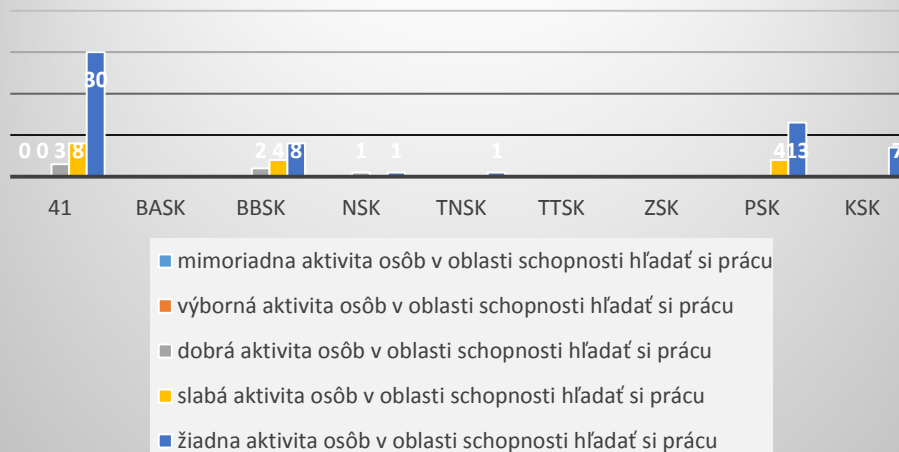 30
0 0 3 8 2 4 8 1 1 1 4 13 7
41 BASK BBSK NSK TNSK TTSK ZSK PSK KSK
mimoriadna aktivita osôb v oblasti schopnosti hľadať si prácu
výborná aktivita osôb v oblasti schopnosti hľadať si prácu
dobrá aktivita osôb v oblasti schopnosti hľadať si prácu
slabá aktivita osôb v oblasti schopnosti hľadať si prácu
žiadna aktivita osôb v oblasti schopnosti hľadať si prácu